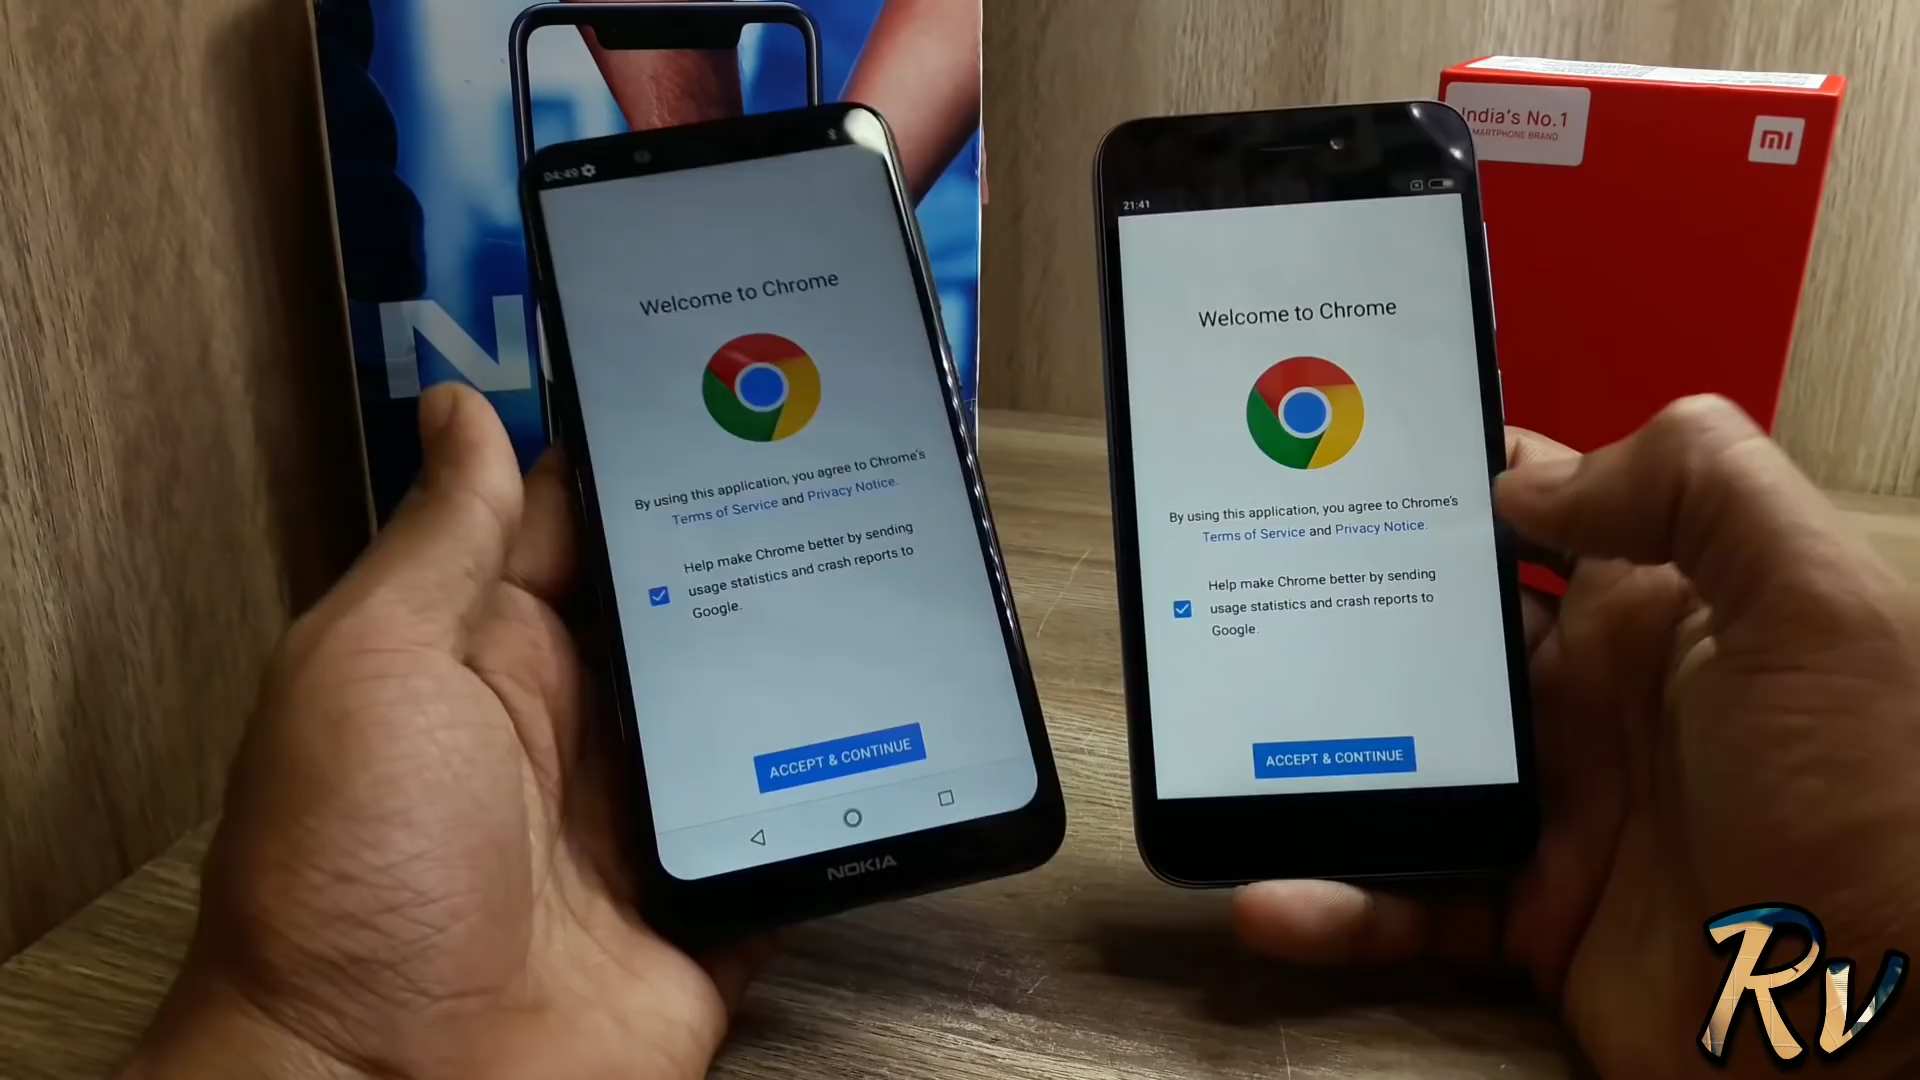 N
04:49
Welcome to Chrome
By using this application, you agree to Chrome's
Terms of Service and Privacy Notice.
Help make Chrome better by sending
usage statistics and crash reports to
Google.
ACCEPT & CONTINUE
NOKIA
21:41
Welcome to Chrome
By using this application, you agree to Chrome's
Terms of Service and Privacy Notice.
Help make Chrome better by sending
usage statistics and crash reports to
Google.
ACCEPT & CONTINUE
India's No.1
SMARTPHONE BRAND
mi
RV